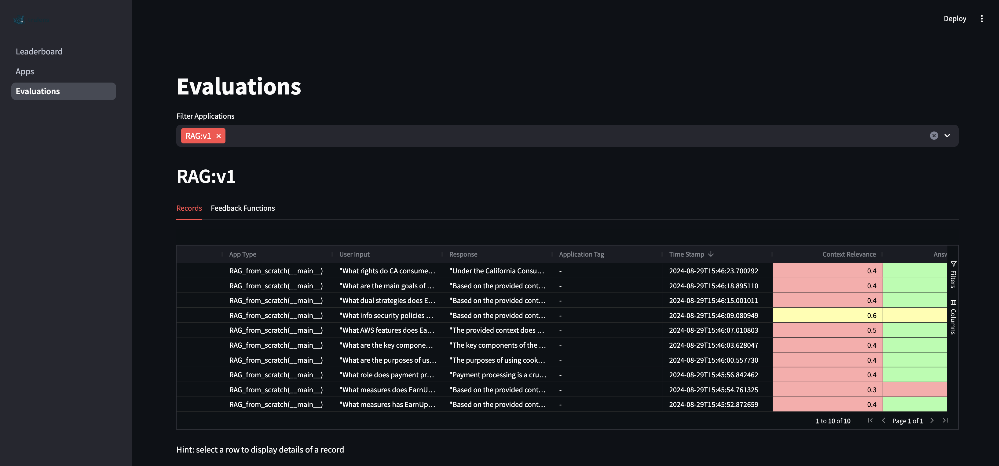 Deploy
Leaderboard
Apps
Evaluations
Evaluations
Filter Applications
RAG:v1
RAG:v1
Records Feedback Functions
App Type User Input Response Application Tag Time Stamp Context Relevance Answ
RAG_from_scratch(__main__) "What rights do CA consume… "Under the California Consu… - 2024-08-29T15:46:23.700292 0.4
RAG_from_scratch(__main__) "What are the main goals of … "Based on the provided cont… - 2024-08-29T15:46:18.895110 0.4
RAG_from_scratch(__main__) "What dual strategies does E… "Based on the provided cont… - 2024-08-29T15:46:15.001011 0.4
RAG_from_scratch(__main__) "What info security policies … "Based on the provided cont… - 2024-08-29T15:46:09.080949 0.6
RAG_from_scratch(__main__) "What AWS features does Ea… "The provided context does … - 2024-08-29T15:46:07.010803 0.5
RAG_from_scratch(__main__) "What are the key compone… "The key components of the … - 2024-08-29T15:46:03.628047 0.4
RAG_from_scratch(__main__) "What are the purposes of us… "The purposes of using cook… - 2024-08-29T15:46:00.557730 0.4
RAG_from_scratch(__main__) "What role does payment pr… "Payment processing is a cru… - 2024-08-29T15:45:56.842462 0.4
RAG_from_scratch(__main__) "What measures does EarnU… "Based on the provided cont… - 2024-08-29T15:45:54.761325 0.3
RAG_from_scratch(__main__) "What measures has EarnUp… "Based on the provided cont… - 2024-08-29T15:45:52.872659 0.4
Filters
Columns
1 to 10 of 10 Page 1 of 1
Hint: select a row to display details of a record